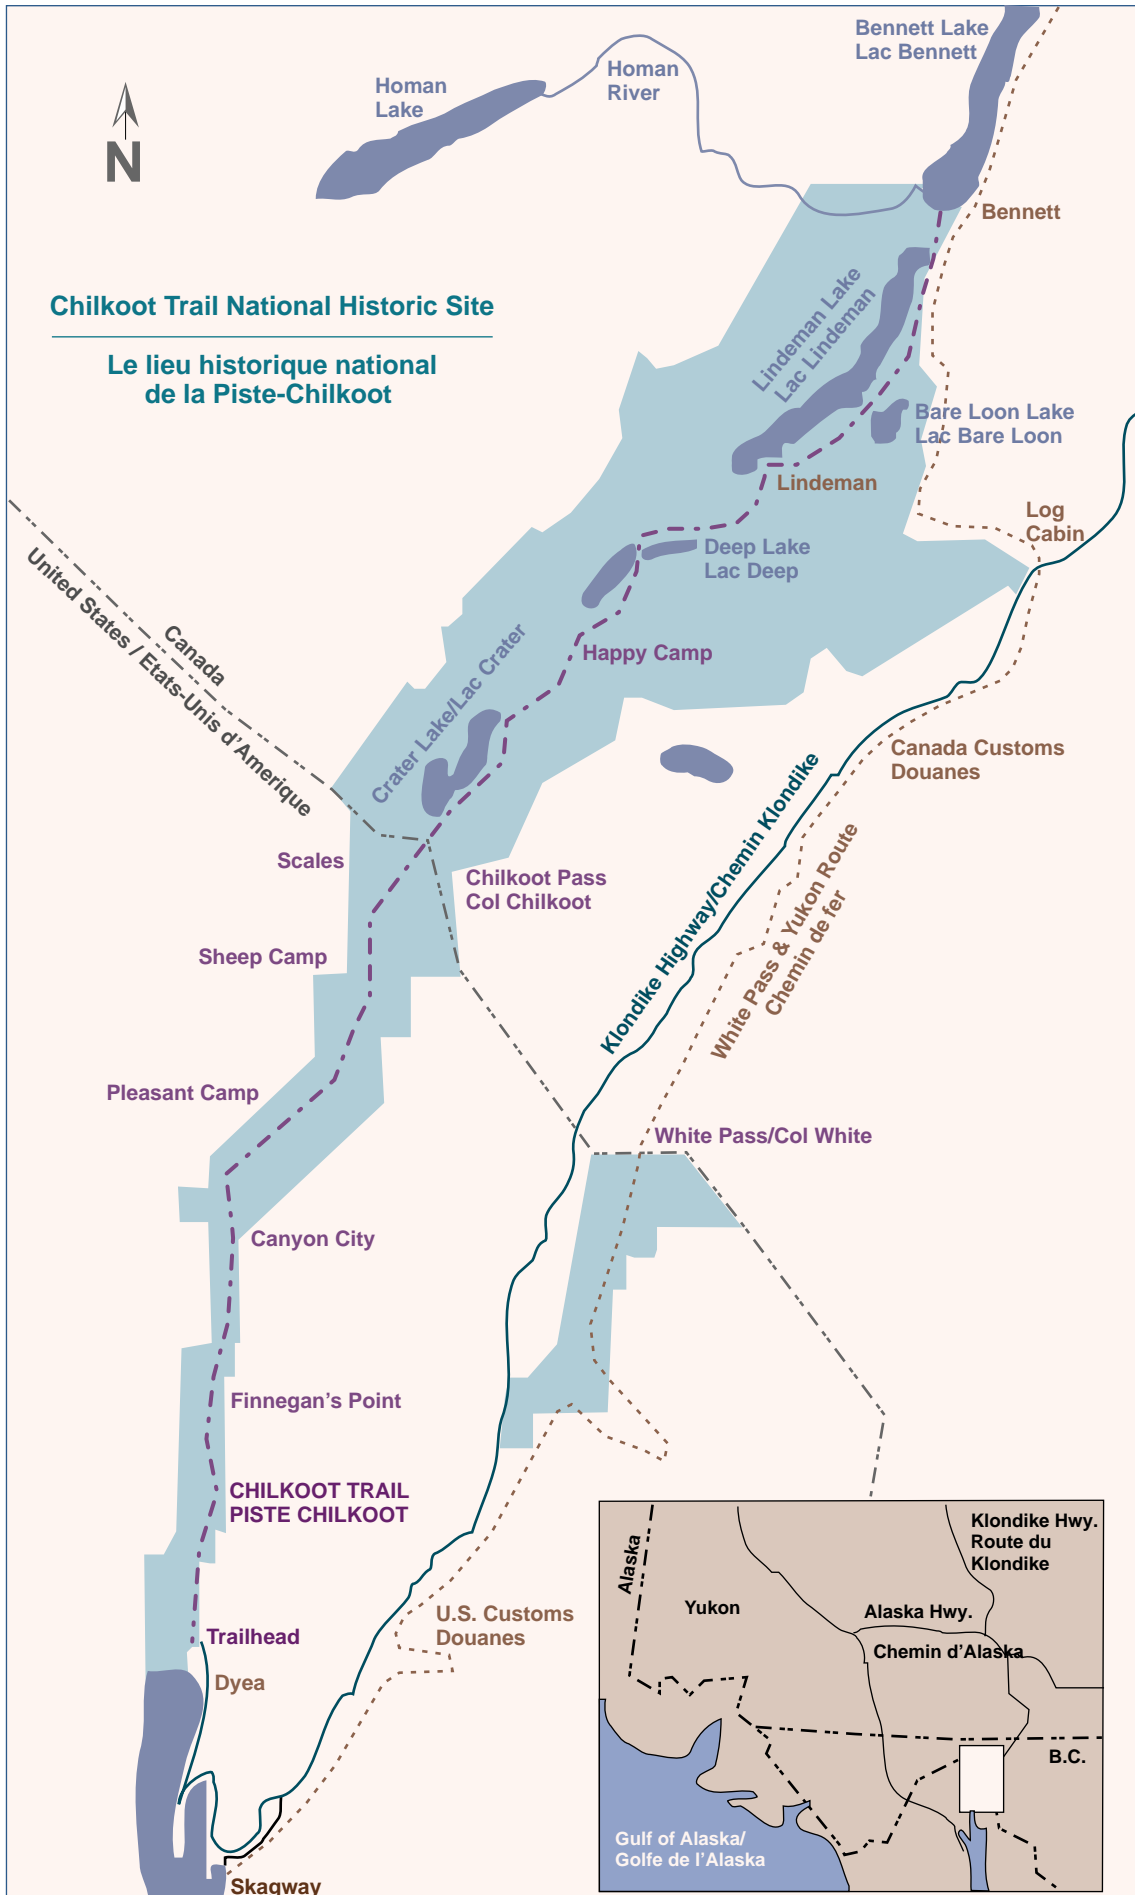 Bennett Lake
Lac Bennett
Homan
River
Homan
Lake
N
Bennett
Chilkoot Trail National Historic Site
Le lieu historique national
de la Piste-Chilkoot
Lindeman Lake
Lac Lindeman
Bare Loon Lake
Lac Bare Loon
Lindeman
Log
Cabin
Deep Lake
Lac Deep
Canada
United States / Etats-Unis d'Amerique
Happy Camp
Crater Lake/Lac Crater
Canada Customs
Douanes
Scales
Chilkoot Pass
Col Chilkoot
Klondike Highway/Chemin Klondike
White Pass & Yukon Route
Chemin de fer
Sheep Camp
Pleasant Camp
White Pass/Col White
Canyon City
Finnegan's Point
CHILKOOT TRAIL
PISTE CHILKOOT
U.S. Customs
Douanes
Trailhead
Dyea
Skagway
Alaska
Yukon
Klondike Hwy.
Route du
Klondike
Alaska Hwy.
Chemin d'Alaska
B.C.
Gulf of Alaska/
Golfe de l'Alaska